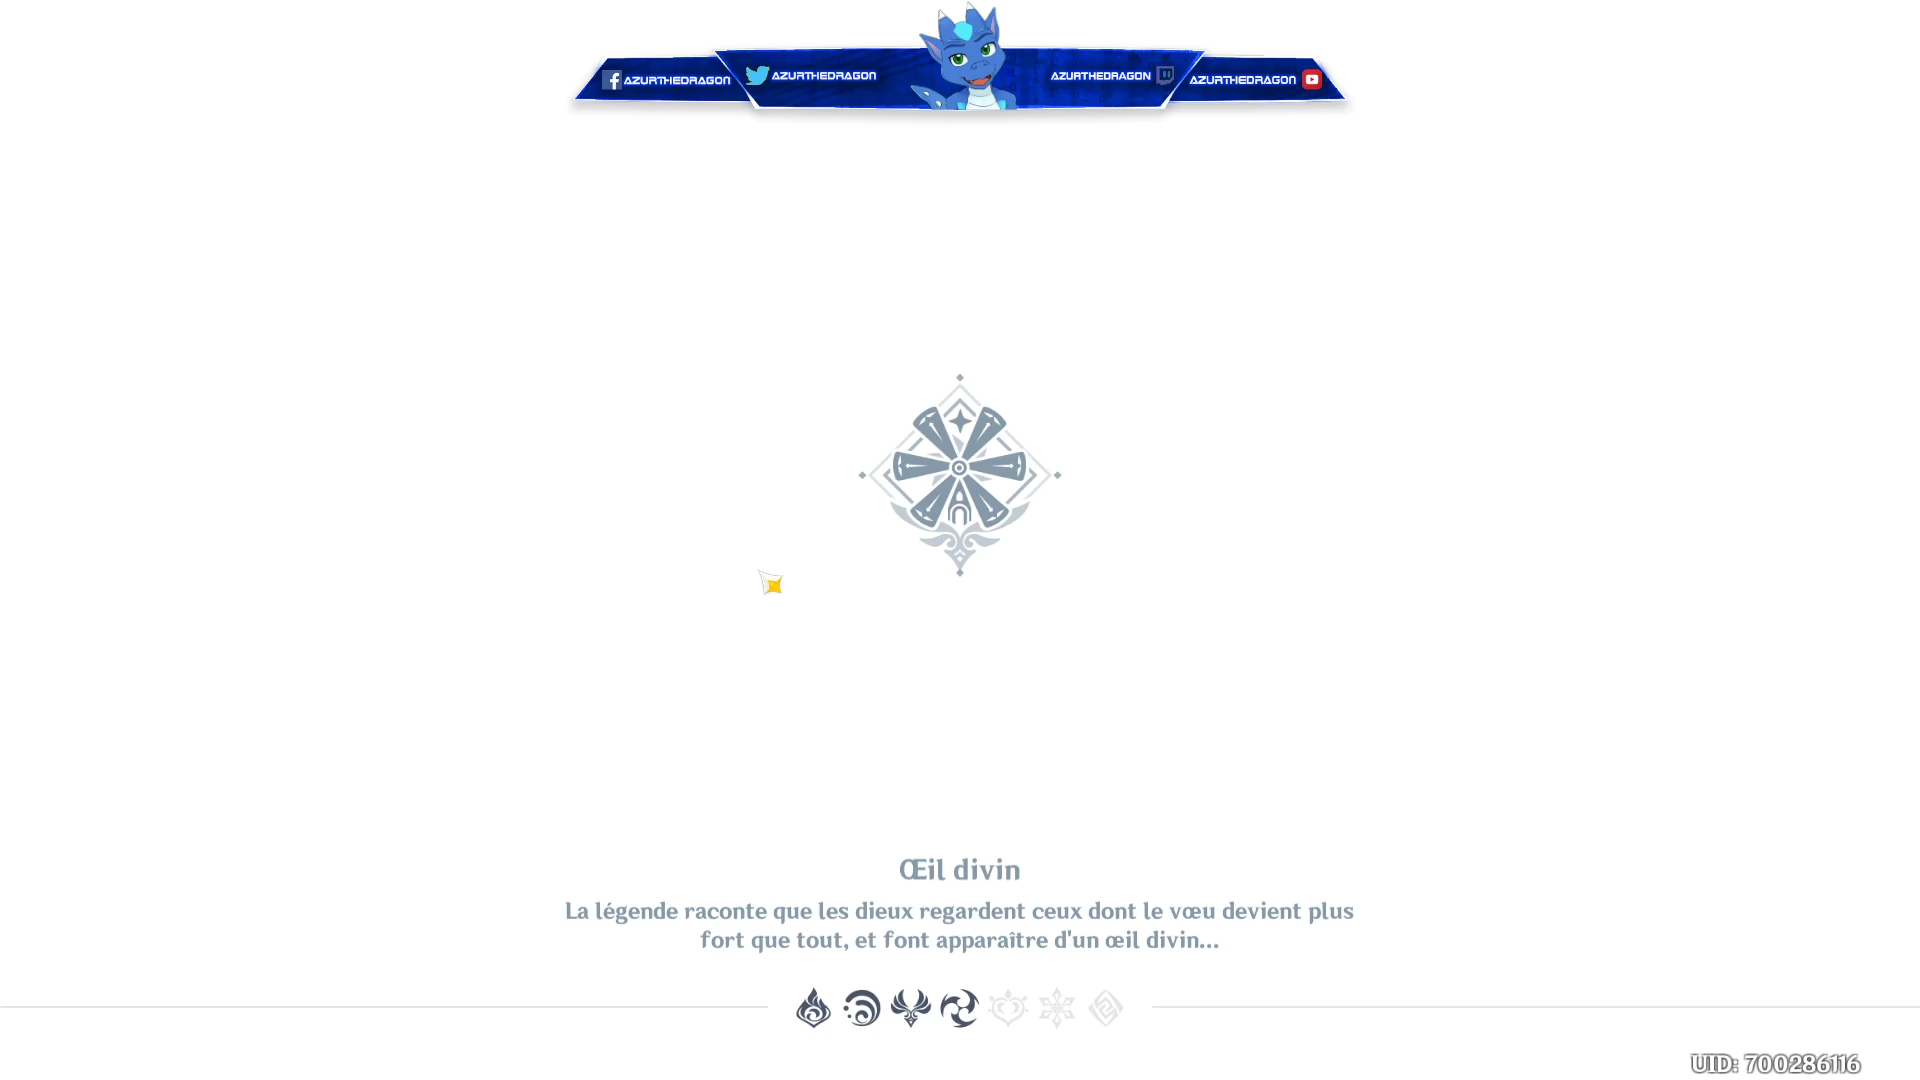 AZURTHEDRAGON
AZURTHEDRAGON
AZURTHEDRAGON
AZURTHEDRAGON
Œil divin
La légende raconte que les dieux regardent ceux dont le vœu devient plus
fort que tout, et font apparaître d'un œil divin...
UID: 700286116